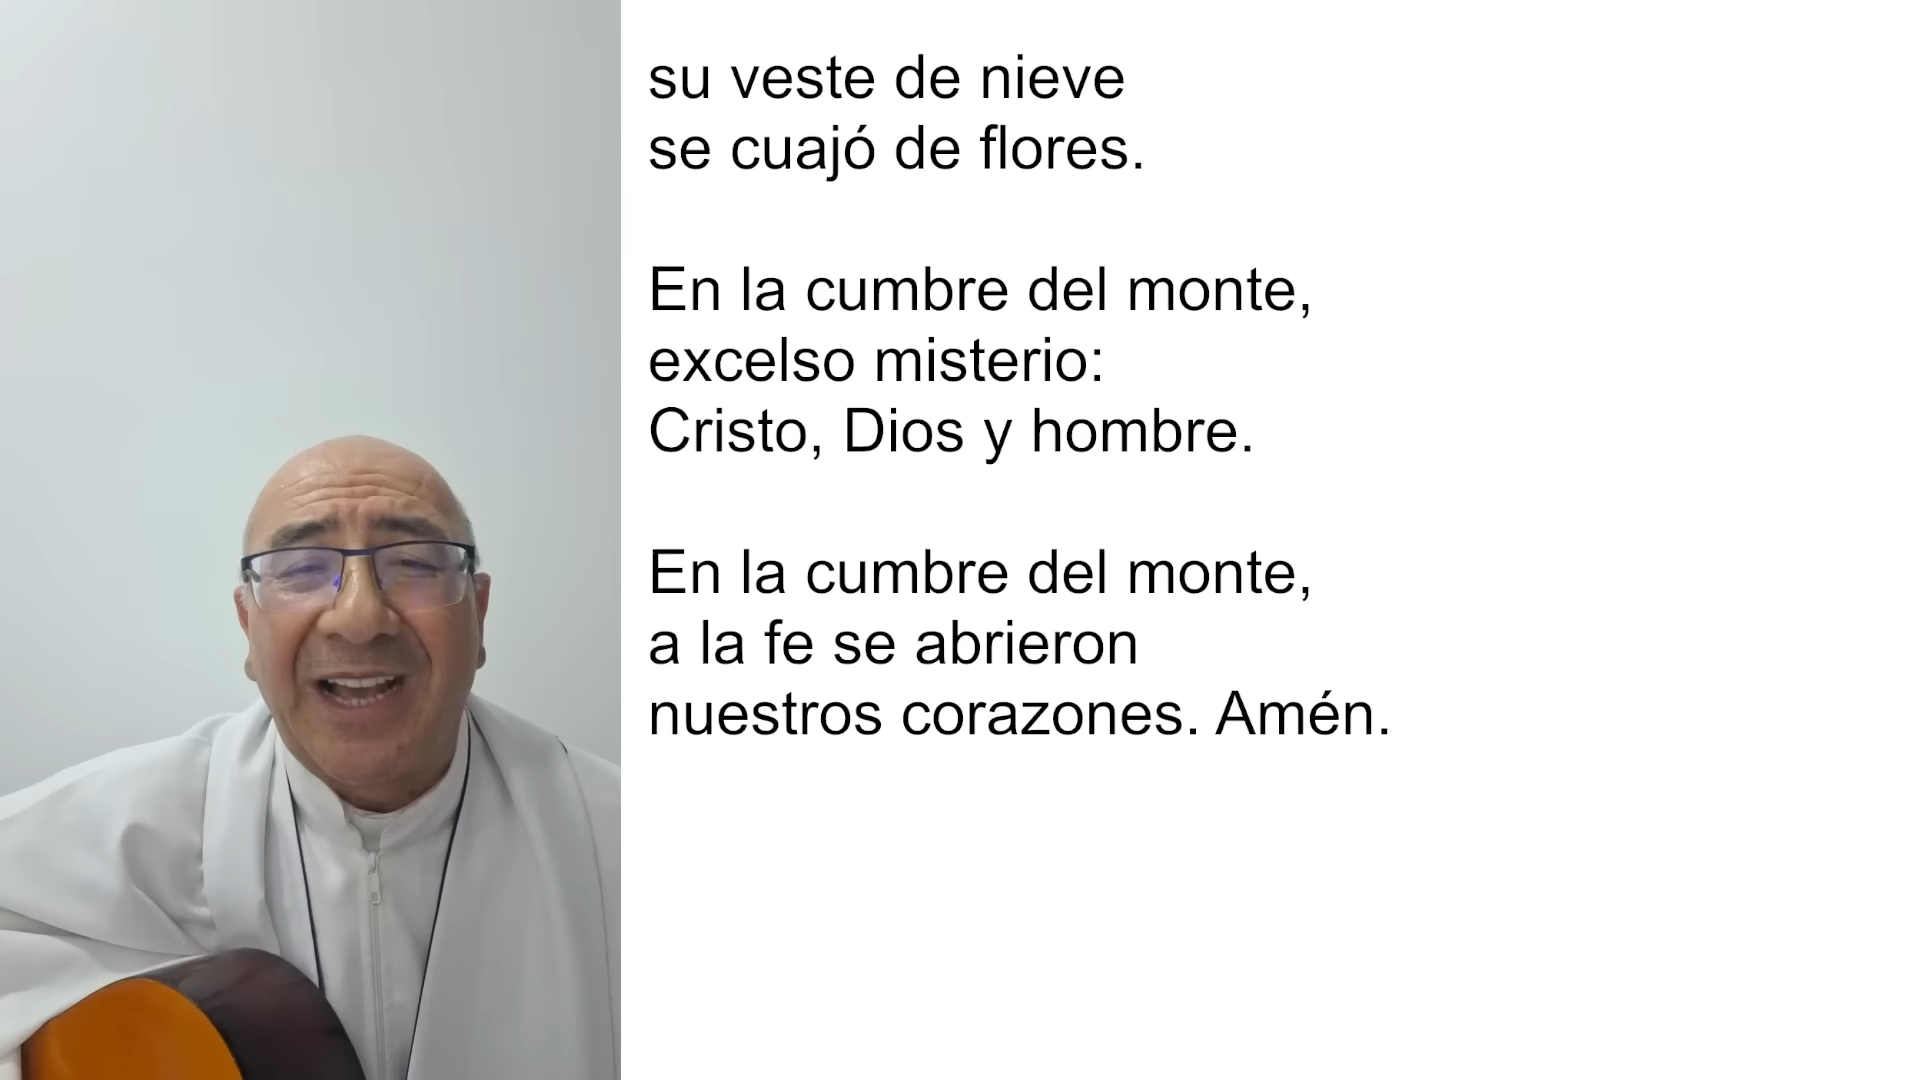 su veste de nieve
se cuajó de flores.
En la cumbre del monte,
excelso misterio:
Cristo, Dios y hombre.
En la cumbre del monte,
a la fe se abrieron
nuestros corazones. Amén.